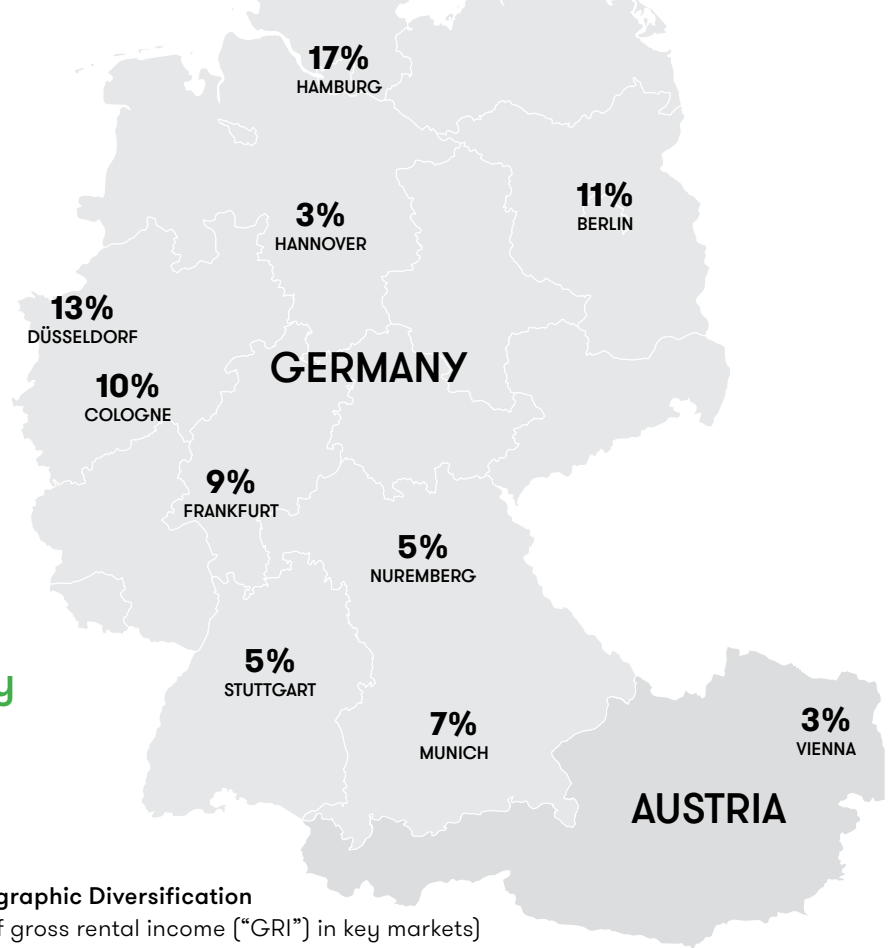 17%
HAMBURG
11%
BERLIN
3%
HANNOVER
13%
DÜSSELDORF
GERMANY
10%
COLOGNE
9%
FRANKFURT
5%
NUREMBERG
5%
STUTTGART
7%
MUNICH
3%
VIENNA
AUSTRIA
Diversification
gross rental income (“GRI”) in key markets)